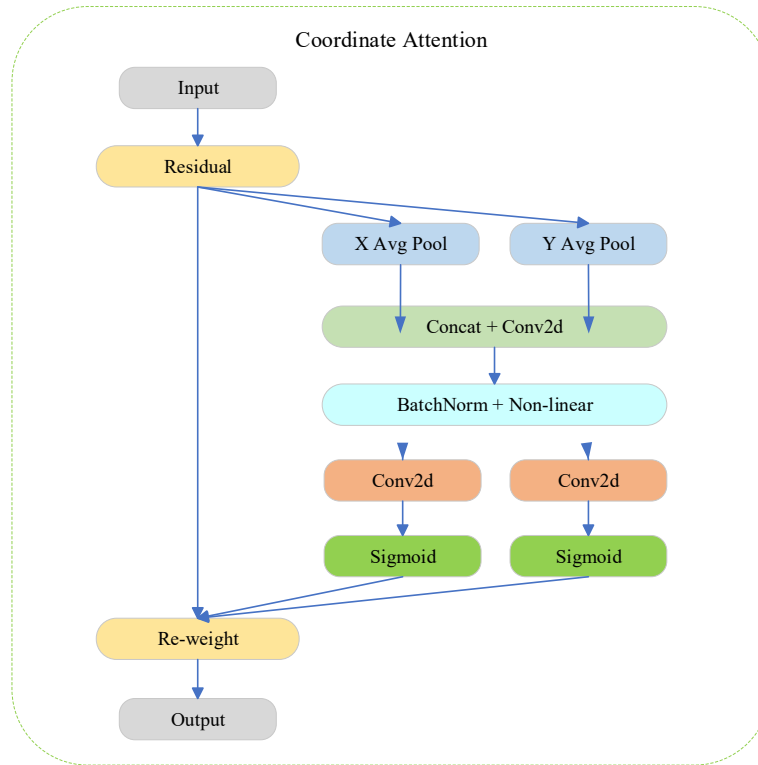 Coordinate Attention
Input
Residual
X Avg Pool
Y Avg Pool
Concat + Conv2d
BatchNorm + Non-linear
Conv2d
Conv2d
Sigmoid
Sigmoid
Re-weight
Output